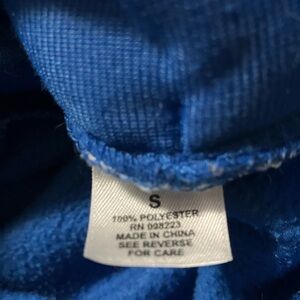 S
100% POLYESTER
RN 098223
MADE IN CHINA
SEE REVERSE
FOR CARE